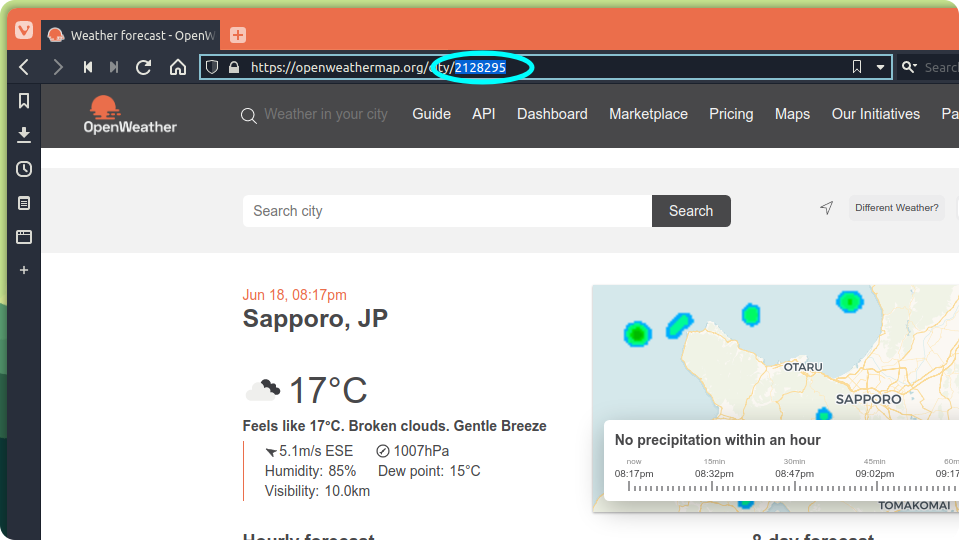 Weather forecast - OpenW
https://openweathermap.org/city/2128295
Search
OpenWeather
Weather in your city
Guide
API
Dashboard
Marketplace
Pricing
Maps
Our Initiatives
Pa
Search city
Search
Different Weather?
Jun 18, 08:17pm
Sapporo, JP
17°C
Feels like 17°C. Broken clouds. Gentle Breeze
5.1m/s ESE 1007hPa
Humidity: 85% Dew point: 15°C
Visibility: 10.0km
OTARU
SAPPORO
No precipitation within an hour
now 15min 30min 45min 60m
08:17pm 08:32pm 08:47pm 09:02pm 09:17
TOMAKOMAI
Hourly forecast
8-day forecast